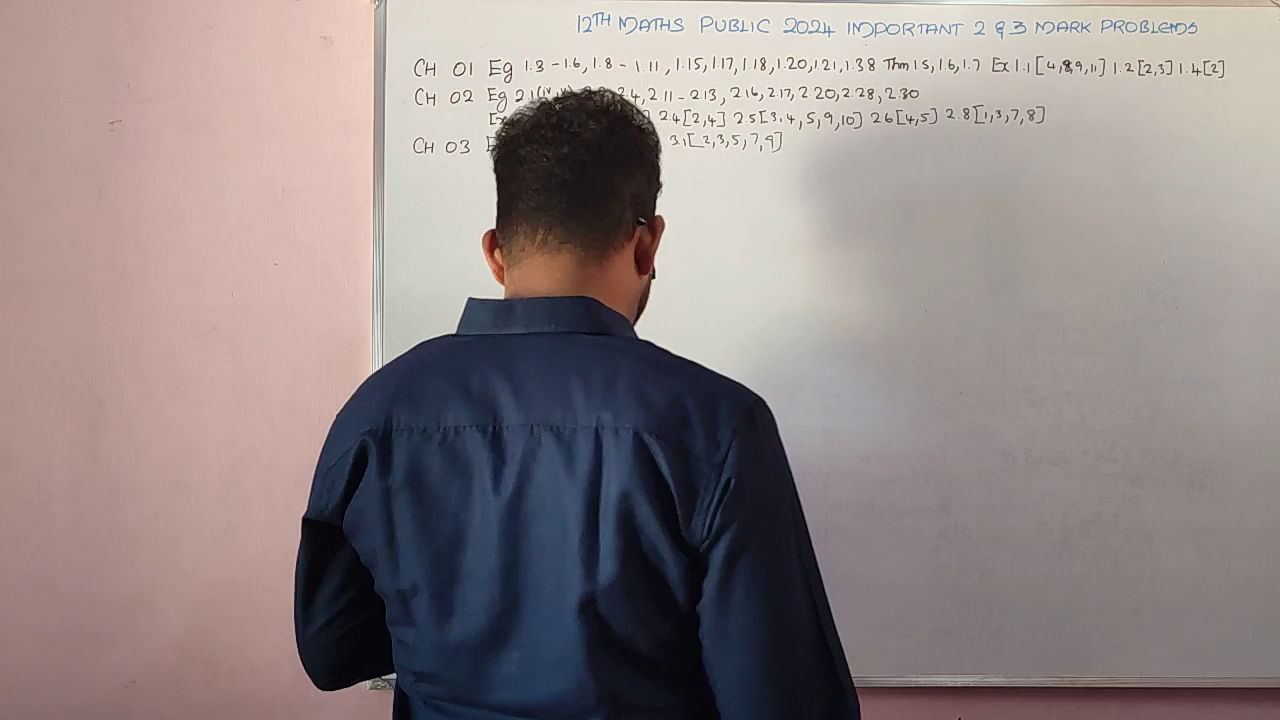 12TH MATHS PUBLIC 2024 IMPORTANT 2 & 3 MARK PROBLEMS
CH 01 Eg 1.3 - 1.6, 1.8 - 1.11, 1.15, 1.17, 1.18, 1.20, 1.21, 1.38 Thm 1.5, 1.6, 1.7 Ex 1.1 [4,8,9,11] 1.2 [2,3] 1.4 [2]
CH 02 Eg 2.4, 2.11 - 2.13, 2.16, 2.17, 2.20, 2.28, 2.30
2.4 [2,4] 2.5 [3,4,5,9,10] 2.6 [4,5] 2.8 [1,3,7,8]
CH 03 3.1 [2,3,5,7,9]